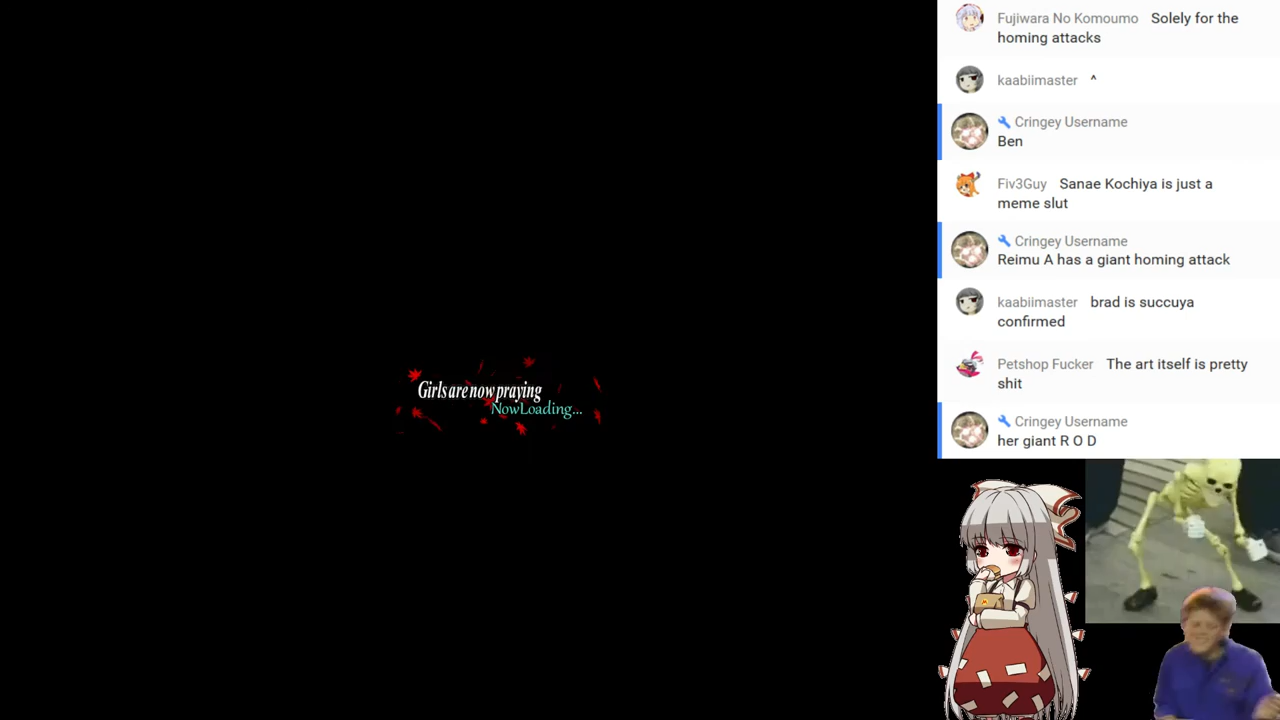 Girls are now praying
NowLoading...
Fujiwara No Komoumo Solely for the
homing attacks
kaabiimaster ^
Cringey Username
Ben
Fiv3Guy Sanae Kochiya is just a
meme slut
Cringey Username
Reimu A has a giant homing attack
kaabiimaster brad is succuya
confirmed
Petshop Fucker The art itself is pretty
shit
Cringey Username
her giant R O D